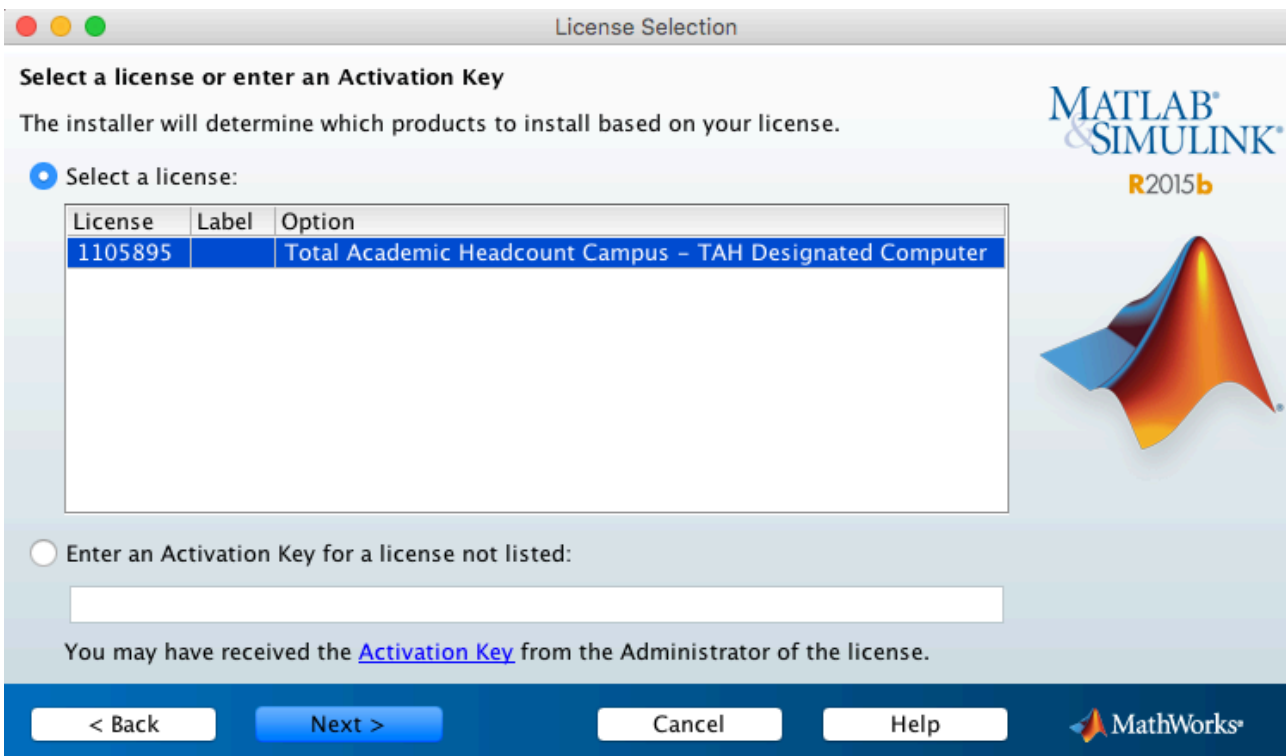 License Selection
Select a license or enter an Activation Key
The installer will determine which products to install based on your license.
MATLAB®
&SIMULINK®
R2015b
Select a license:
License Label Option
1105895 Total Academic Headcount Campus – TAH Designated Computer
Enter an Activation Key for a license not listed:
You may have received the Activation Key from the Administrator of the license.
< Back Next > Cancel Help MathWorks®